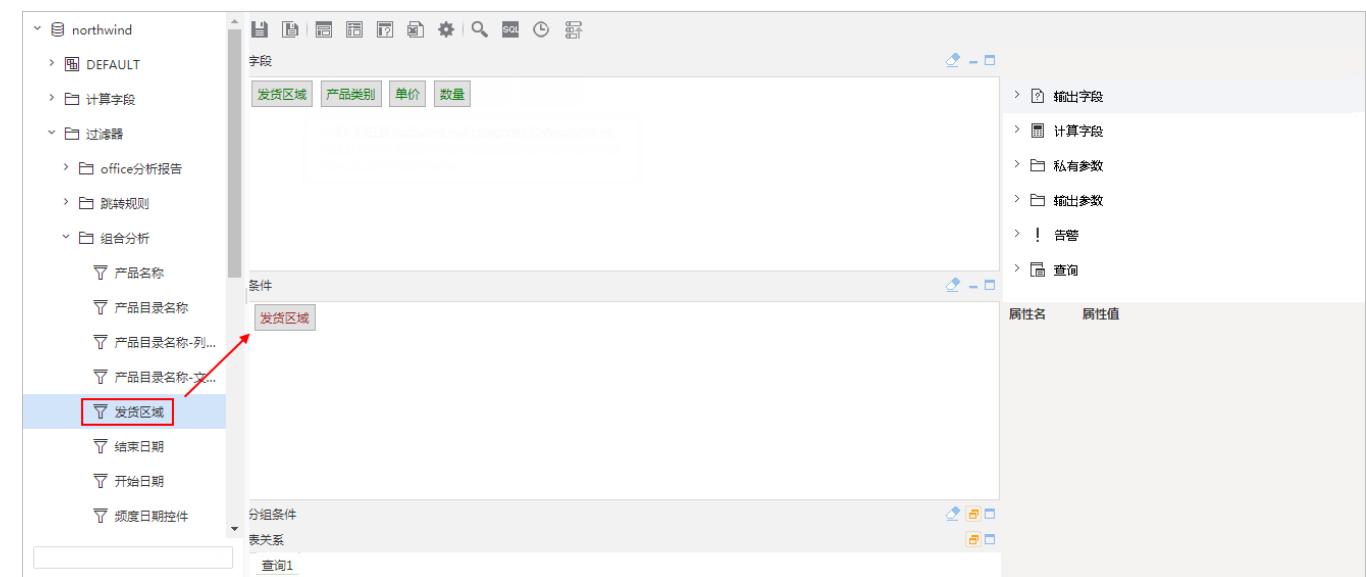 northwind
DEFAULT
计算字段
过滤器
office分析报告
跳转规则
组合分析
产品名称
产品目录名称
产品目录名称-列...
产品目录名称-文...
发货区域
结束日期
开始日期
频度日期控件
SQL
字段
发货区域 产品类别 单价 数量
条件
发货区域
分组条件
表关系
查询1
输出字段
计算字段
私有参数
输出参数
告警
查询
属性名 属性值